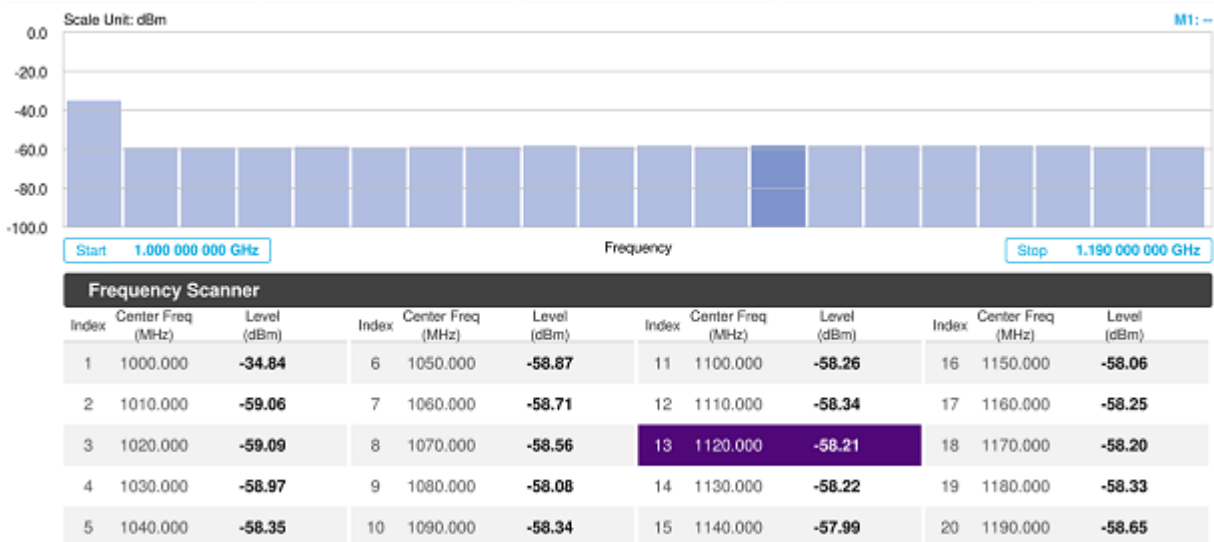 Scale Unit: dBm M1: --
0.0
-20.0
-40.0
-60.0
-80.0
-100.0
Start 1.000 000 000 GHz Frequency Stop 1.190 000 000 GHz
Frequency Scanner
Index Center Freq (MHz) Level (dBm) Index Center Freq (MHz) Level (dBm) Index Center Freq (MHz) Level (dBm) Index Center Freq (MHz) Level (dBm)
1 1000.000 -34.84 6 1050.000 -58.87 11 1100.000 -58.26 16 1150.000 -58.06
2 1010.000 -59.06 7 1060.000 -58.71 12 1110.000 -58.34 17 1160.000 -58.25
3 1020.000 -59.09 8 1070.000 -58.56 13 1120.000 -58.21 18 1170.000 -58.20
4 1030.000 -58.97 9 1080.000 -58.08 14 1130.000 -58.22 19 1180.000 -58.33
5 1040.000 -58.35 10 1090.000 -58.34 15 1140.000 -57.99 20 1190.000 -58.65